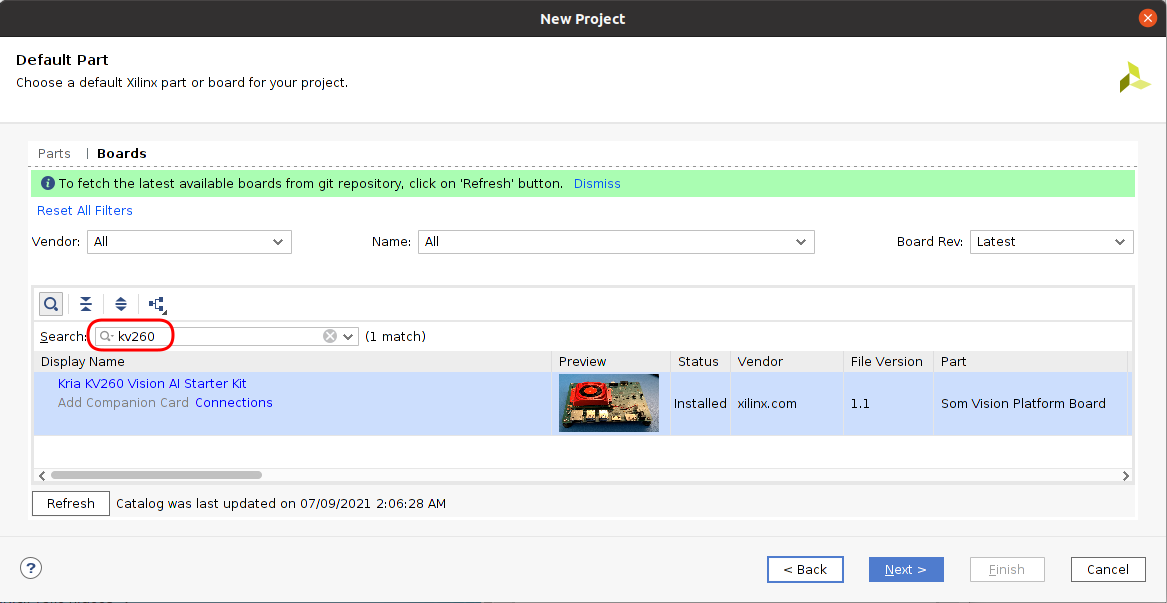 New Project
Default Part
Choose a default Xilinx part or board for your project.
Parts | Boards
To fetch the latest available boards from git repository, click on 'Refresh' button. Dismiss
Reset All Filters
Vendor: All Name: All Board Rev: Latest
Search: kv260 (1 match)
Display Name Preview Status Vendor File Version Part
Kria KV260 Vision AI Starter Kit
Add Companion Card Connections
Installed xilinx.com 1.1 Som Vision Platform Board
Refresh Catalog was last updated on 07/09/2021 2:06:28 AM
? < Back Next > Finish Cancel